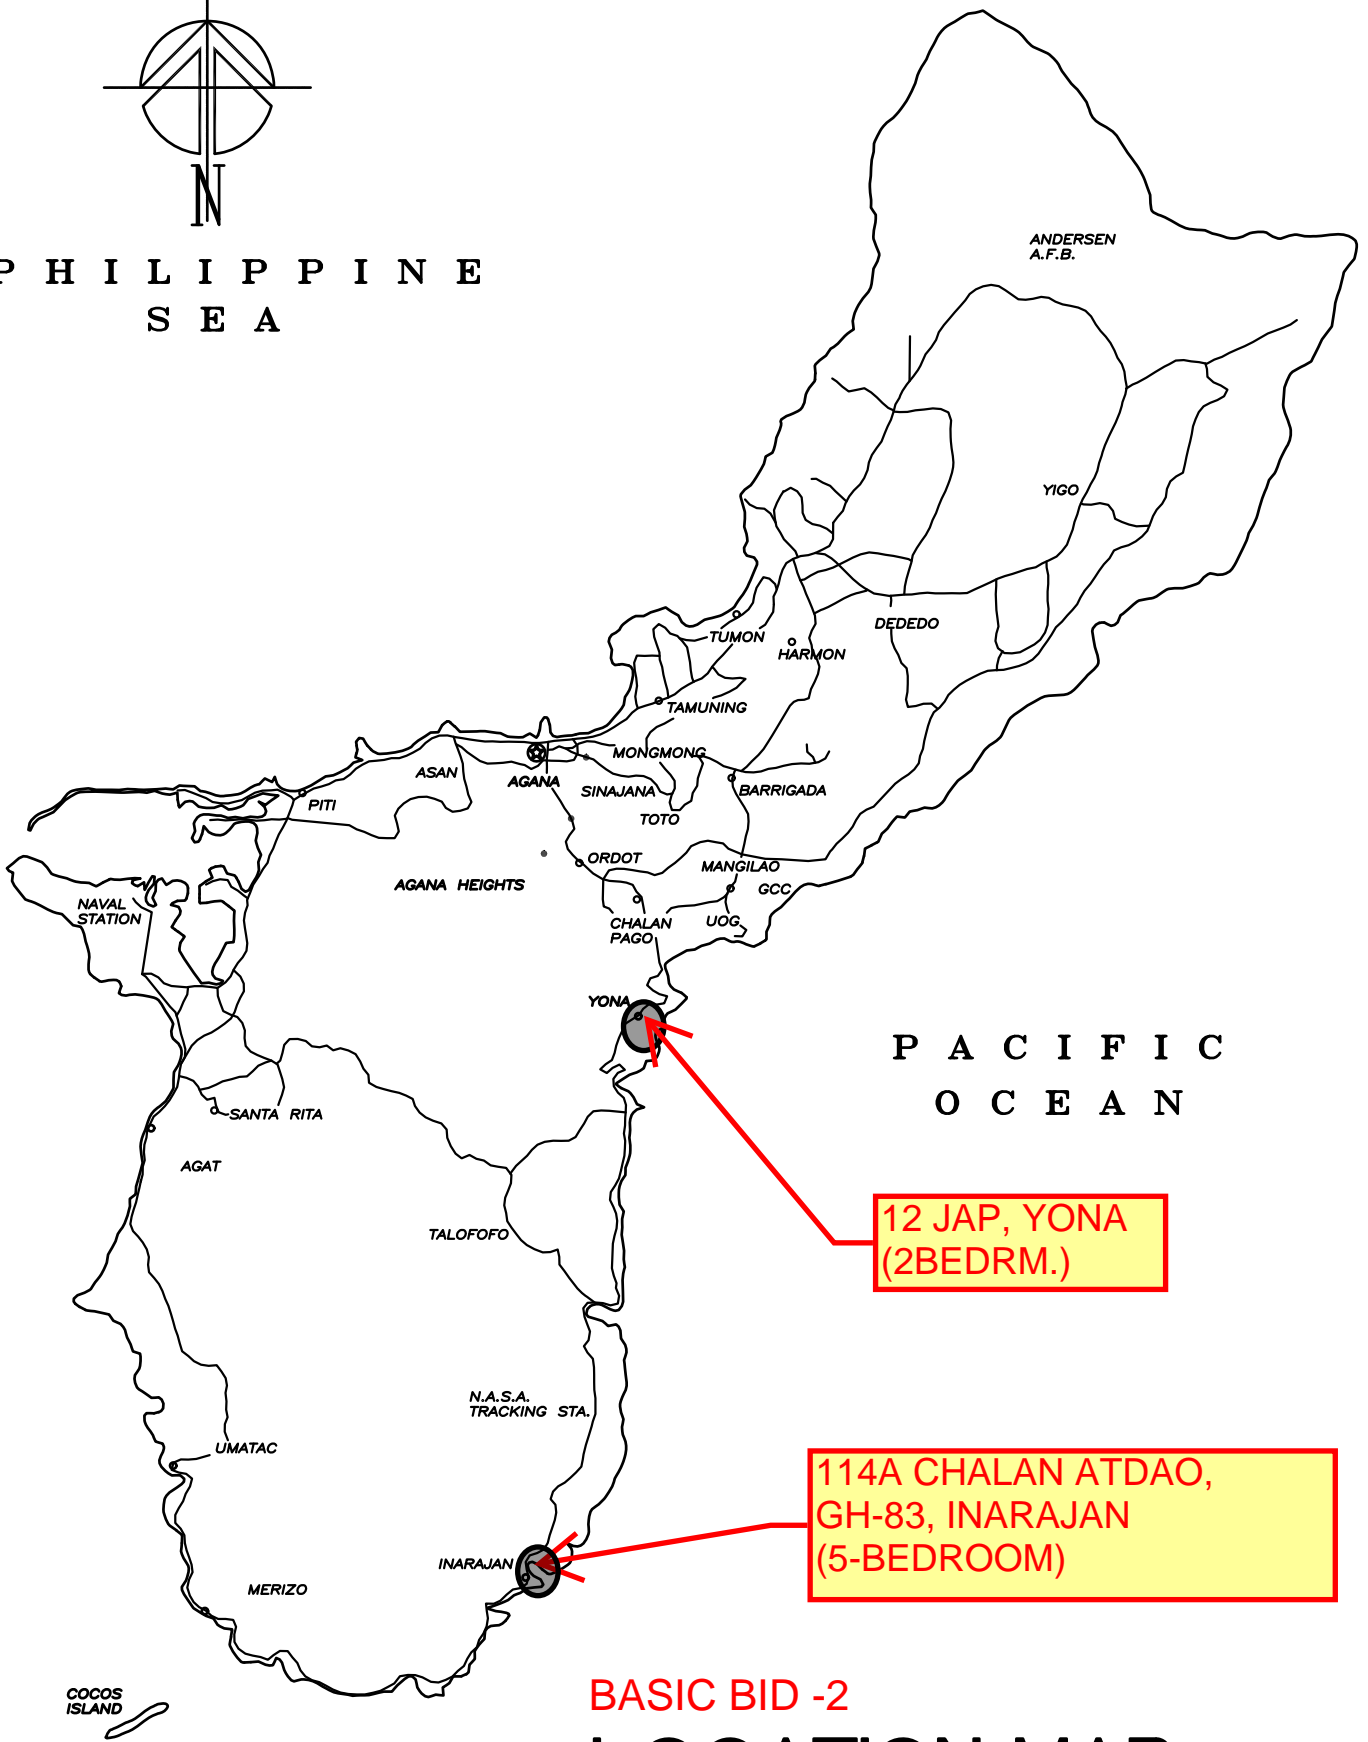 N
PHILIPPINE
SEA
ANDERSEN
A.F.B.
YIGO
DEDEDO
TUMON
HARMON
TAMUNING
MONGMONG
ASAN
AGANA
SINAJANA
BARRIGADA
PITI
TOTO
ORDOT
MANGILAO
AGANA HEIGHTS
GCC
NAVAL
STATION
CHALAN
PAGO
UOG
YONA
PACIFIC
OCEAN
SANTA RITA
AGAT
12 JAP, YONA
(2BEDRM.)
TALOFOFO
N.A.S.A.
TRACKING STA.
UMATAC
114A CHALAN ATDAO,
GH-83, INARAJAN
(5-BEDROOM)
INARAJAN
MERIZO
COCOS
ISLAND
BASIC BID -2
LOCATION MAP